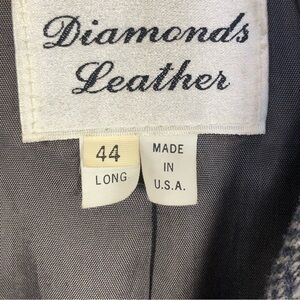 Diamonds
Leather
44
LONG
MADE
IN
U.S.A.